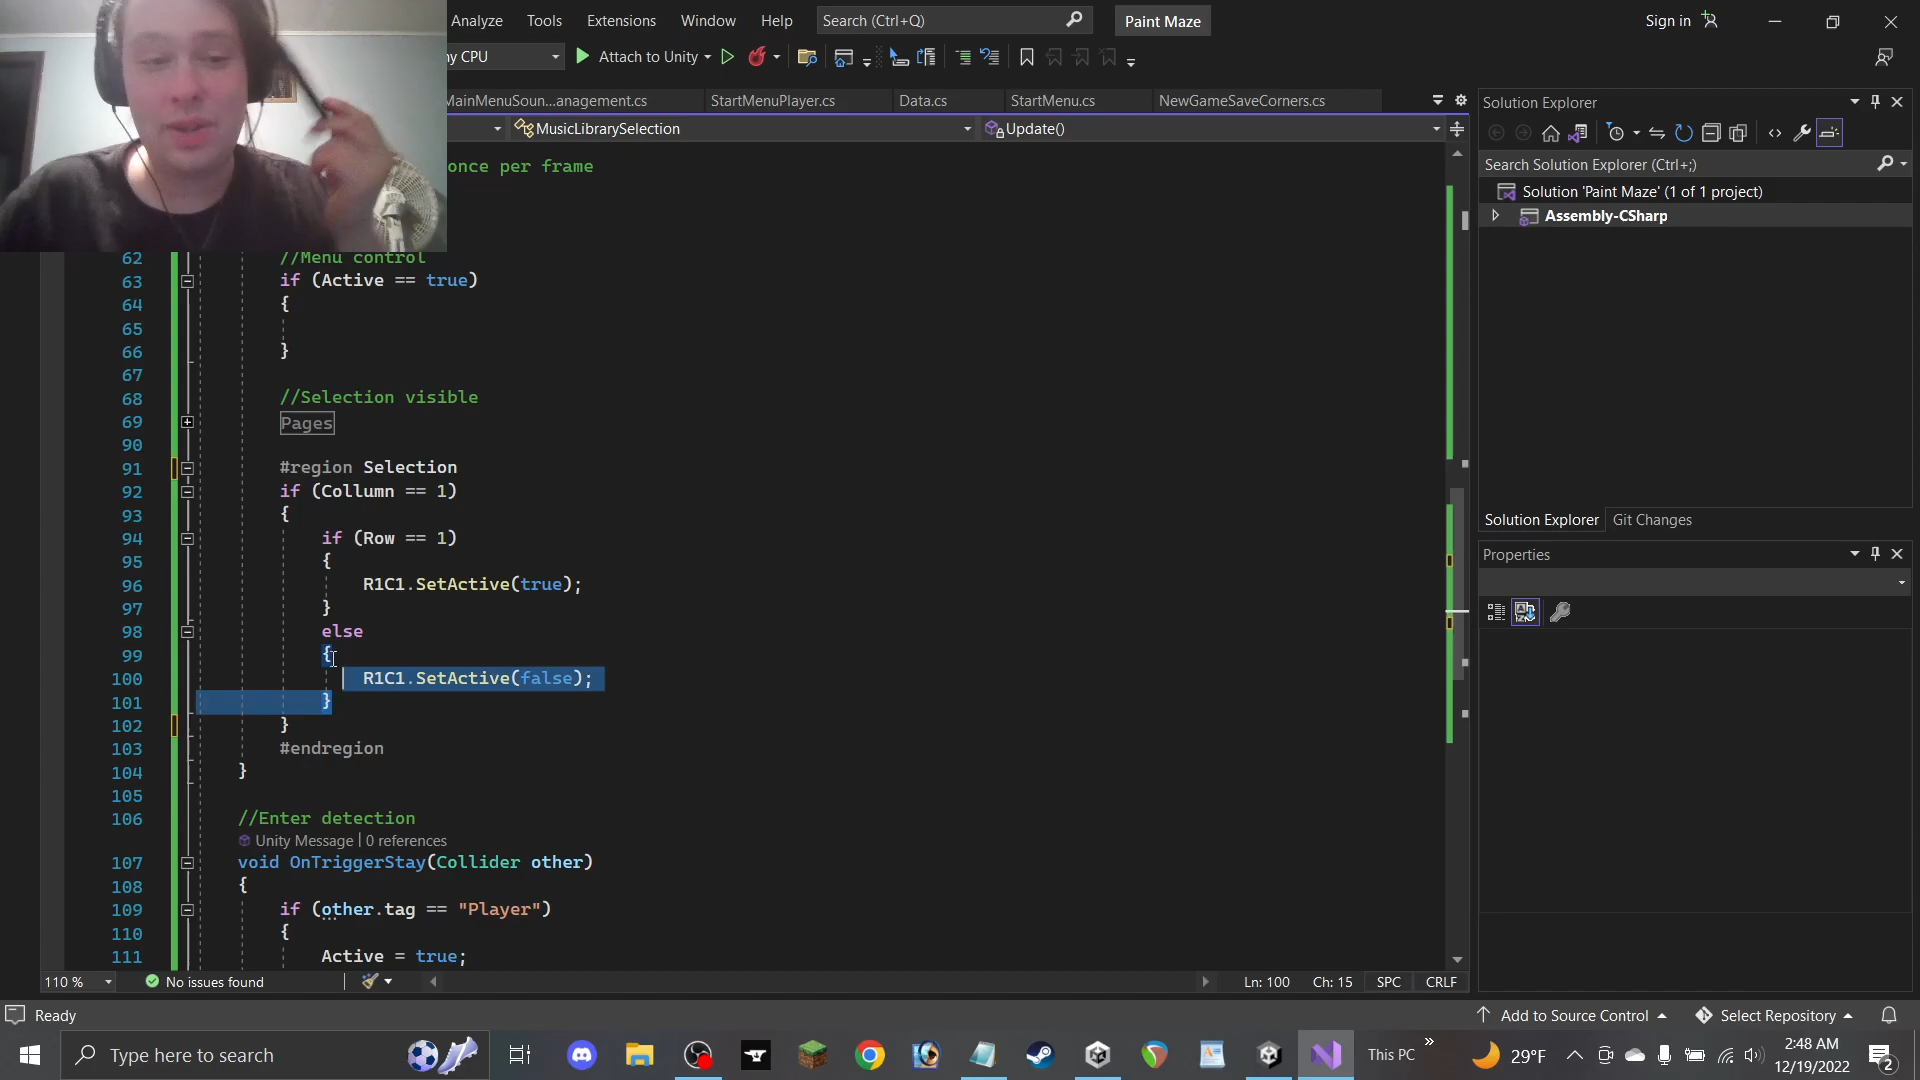 Analyze Tools Extensions Window Help Search (Ctrl+Q) Paint Maze Sign in
ny CPU Attach to Unity
MainMenuSoun...anagement.cs StartMenuPlayer.cs Data.cs StartMenu.cs NewGameSaveCorners.cs
MusicLibrarySelection Update()
once per frame
62 //Menu control
63 if (Active == true)
64 {
65
66 }
67
68 //Selection visible
69 Pages
90
91 #region Selection
92 if (Collumn == 1)
93 {
94 if (Row == 1)
95 {
96 R1C1.SetActive(true);
97 }
98 else
99 {
100 R1C1.SetActive(false);
101 }
102 }
103 #endregion
104 }
105
106 //Enter detection
Unity Message | 0 references
107 void OnTriggerStay(Collider other)
108 {
109 if (other.tag == "Player")
110 {
111 Active = true;
110 % No issues found Ln: 100 Ch: 15 SPC CRLF
Solution Explorer
Search Solution Explorer (Ctrl+;)
Solution 'Paint Maze' (1 of 1 project)
Assembly-CSharp
Solution Explorer Git Changes
Properties
Ready Add to Source Control Select Repository
Type here to search This PC 29°F 2:48 AM
12/19/2022 2